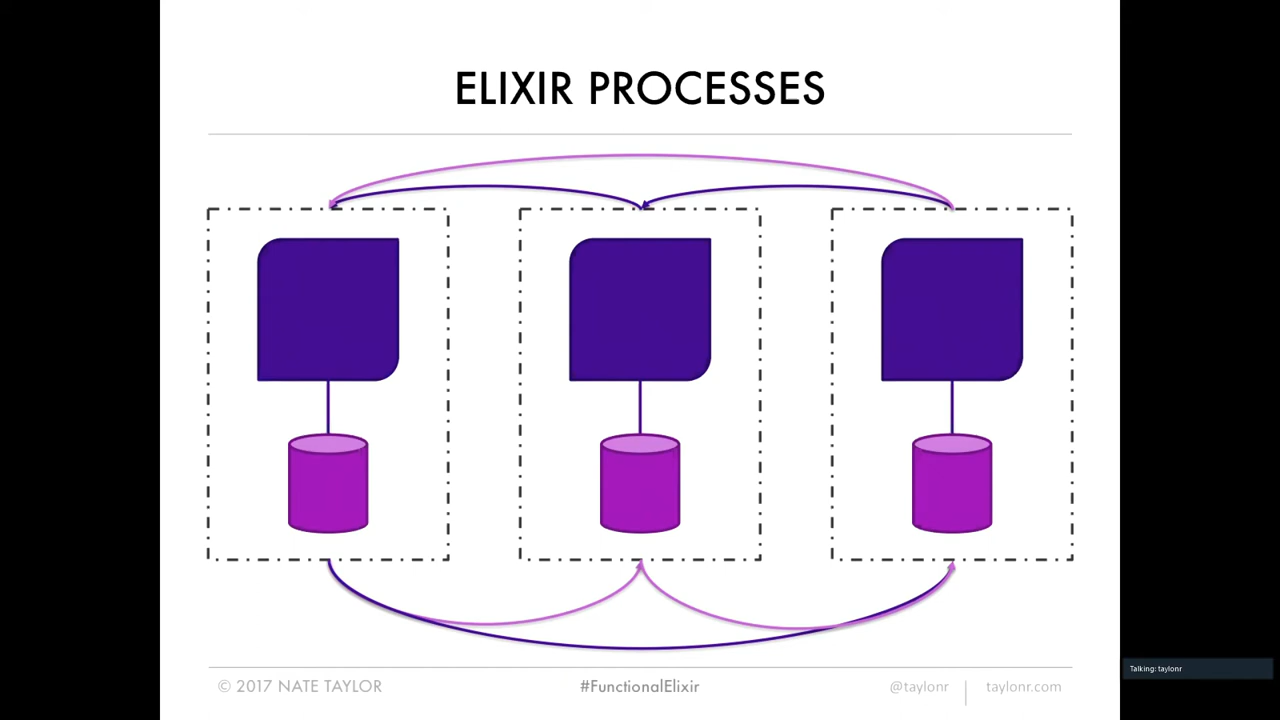 ELIXIR PROCESSES
© 2017 NATE TAYLOR
#FunctionalElixir
@taylonr
taylonr.com
Talking: taylonr